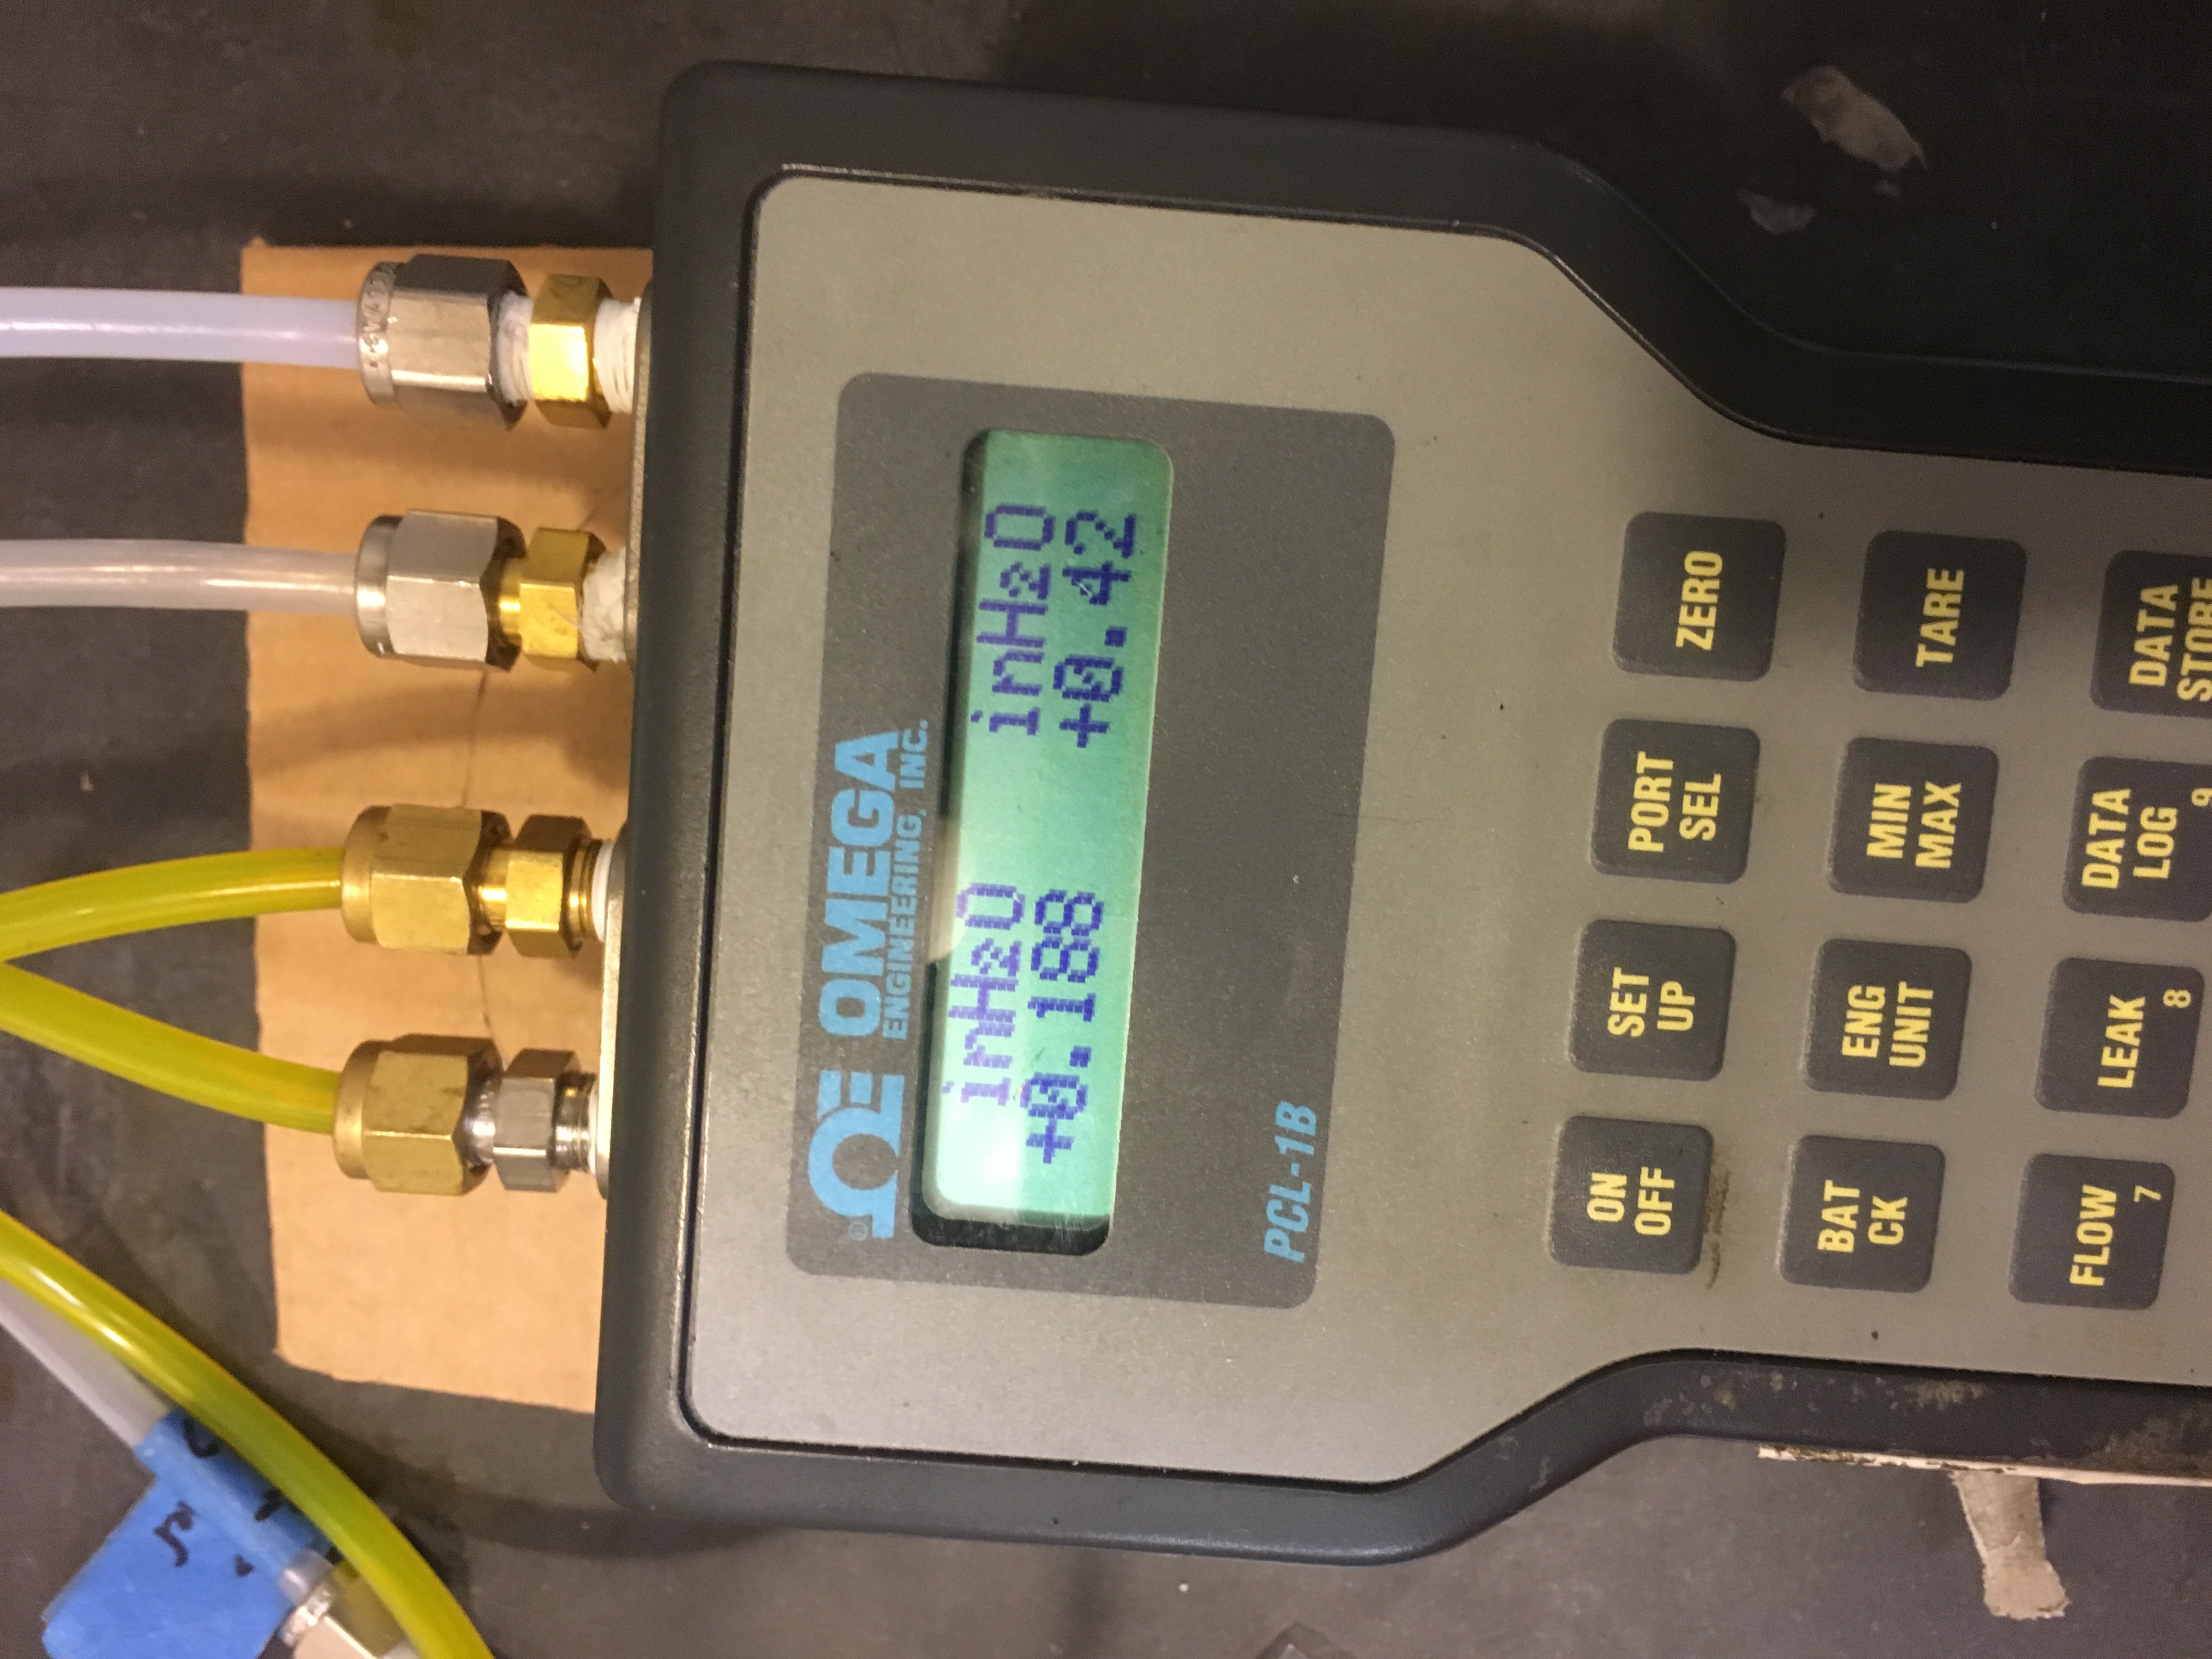 OMEGA
ENGINEERING, INC.
inH₂O inH₂O
+0.188 +0.42
PCL-1B
ON
OFF
SET
UP
PORT
SEL
ZERO
BAT
CK
ENG
UNIT
MIN
MAX
TARE
FLOW
7
LEAK
8
DATA
LOG
9
DATA
STORE